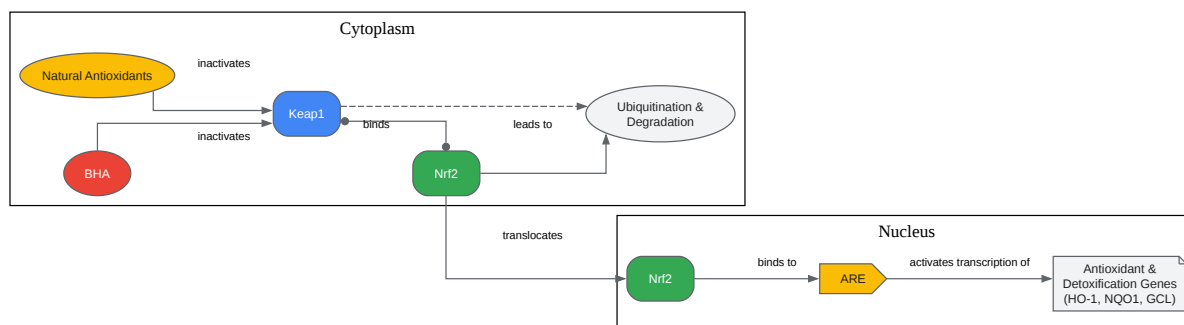 Cytoplasm
inactivates
Natural Antioxidants
Keap1
Ubiquitination &
Degradation
binds
leads to
inactivates
BHA
Nrf2
translocates
Nucleus
Nrf2
binds to
ARE
activates transcription of
Antioxidant &
Detoxification Genes
(HO-1, NQO1, GCL)